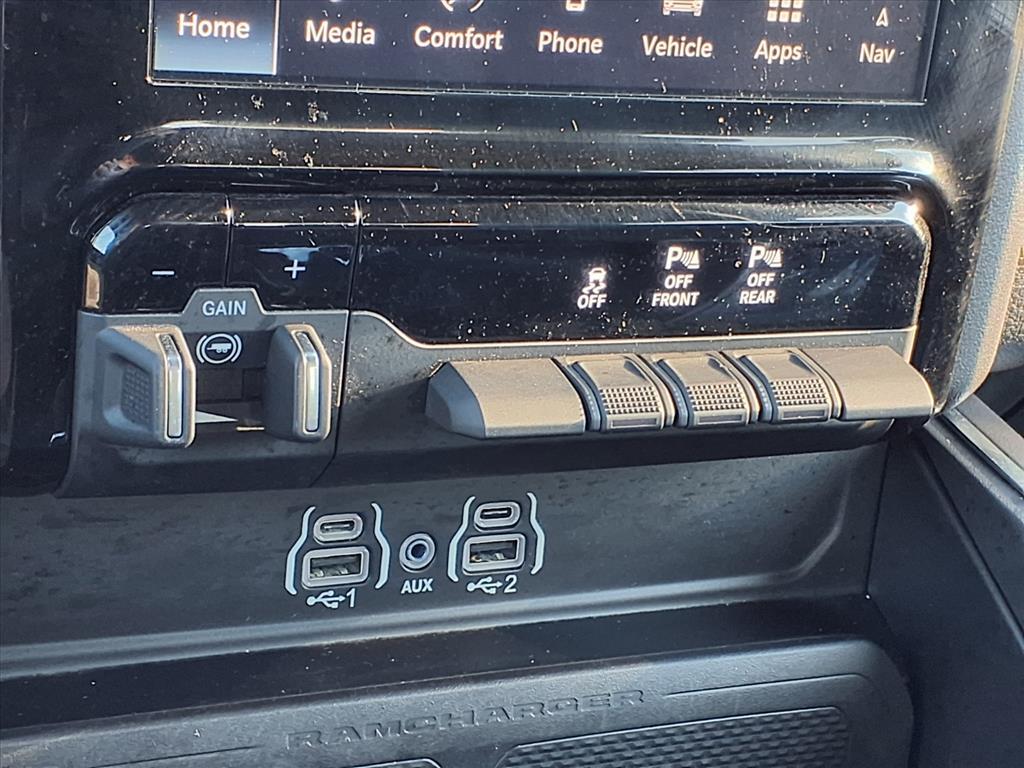 Home Media Comfort Phone Vehicle Apps Nav
− +
GAIN
OFF
P OFF FRONT
P OFF REAR
1 AUX 2
RAMCHARGER